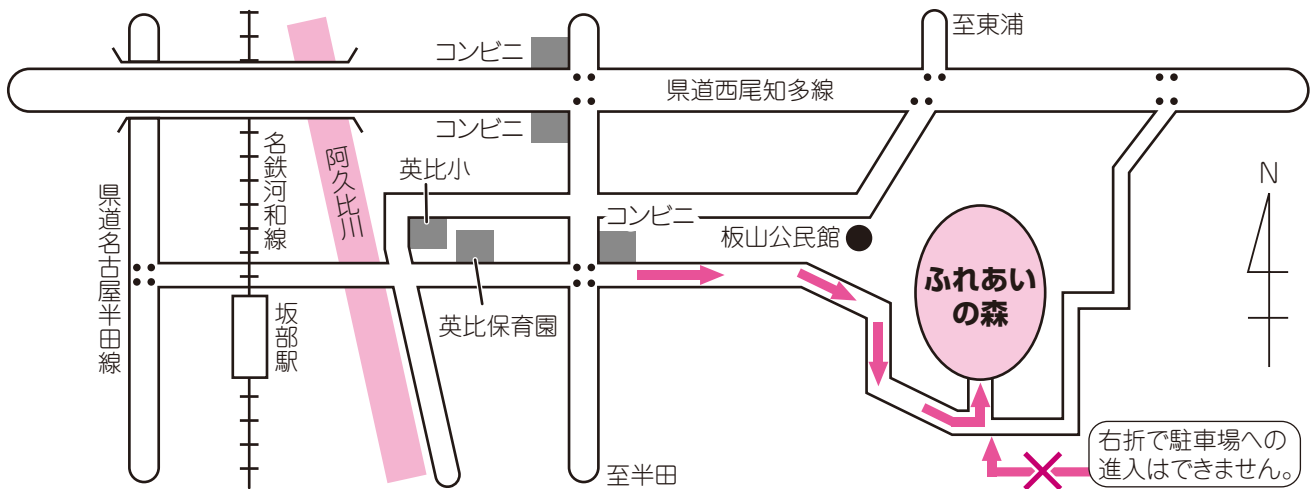 至東浦
コンビニ
県道西尾知多線
コンビニ
名鉄河和線
阿久比川
英比小
県道名古屋半田線
コンビニ
板山公民館
N
ふれあい
の森
坂部駅
英比保育園
右折で駐車場への
進入はできません。
至半田